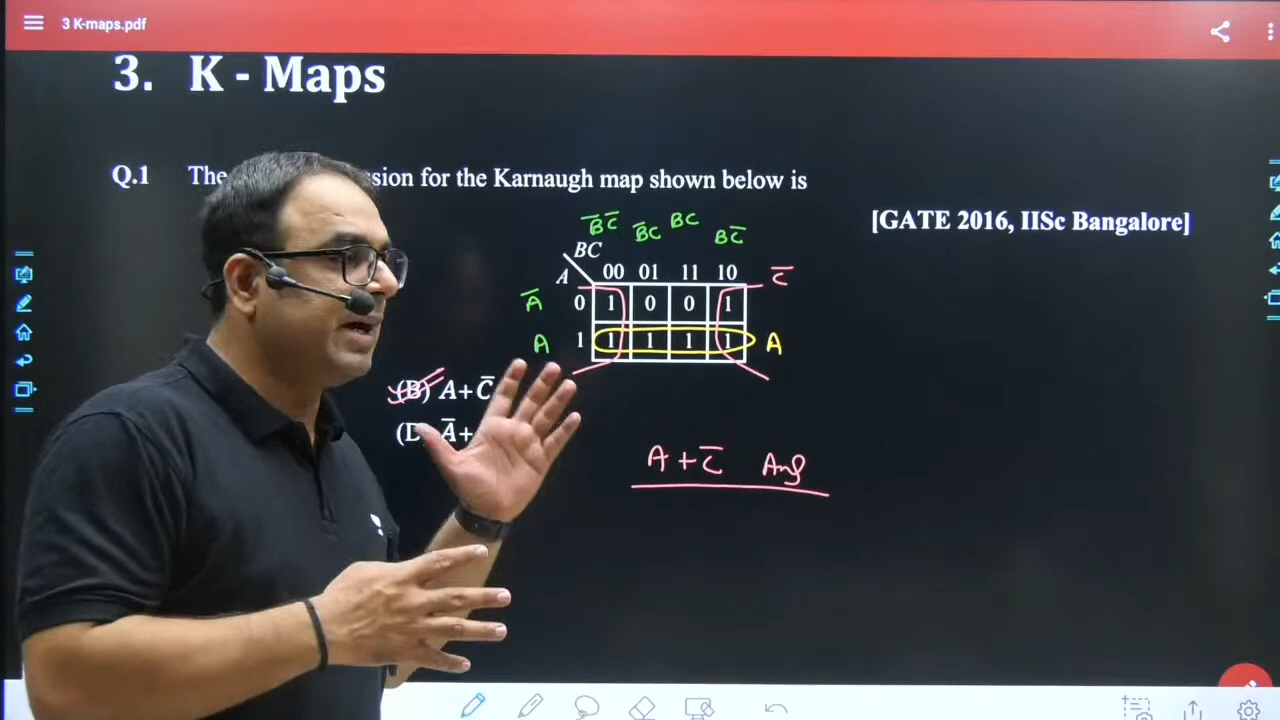 3 K-maps.pdf
3. K - Maps
Q.1 The sion for the Karnaugh map shown below is
[GATE 2016, IISc Bangalore]
B̅C̅ B̅C BC BC̅
BC
A 00 01 11 10 C̅
A̅ 0 1 0 0 1
A 1 1 1 1 1 A
(B) A+C̅
(D) A̅+
A+C̅ Ans